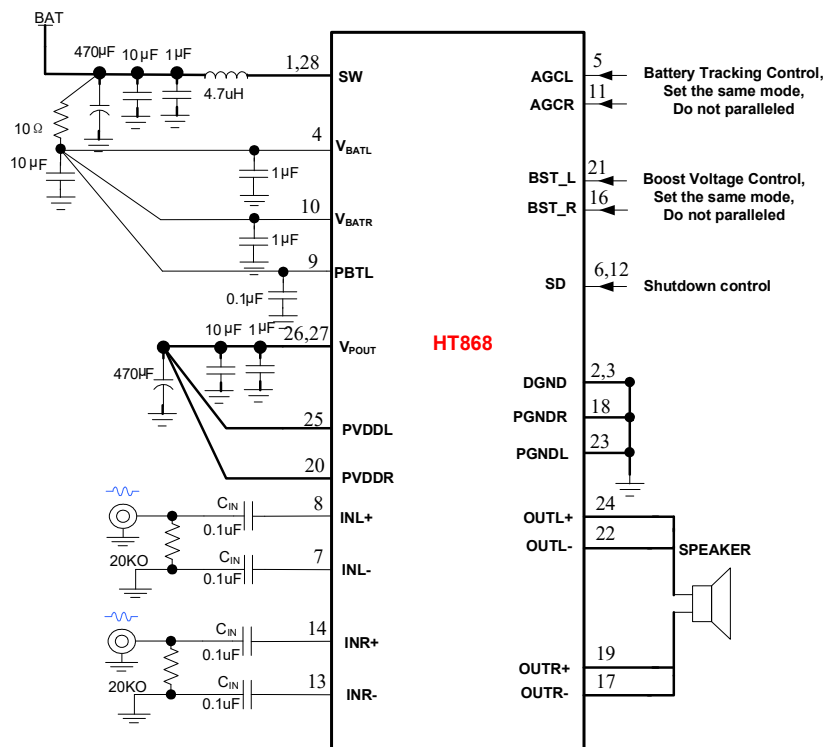 BAT
470µF
10µF
1µF
1,28
SW
4.7uH
10Ω
10µF
4
VBATL
1µF
10
VBATR
1µF
9
PBTL
0.1µF
26,27
VPOUT
10µF
1µF
470µF
25
PVDDL
20
PVDDR
CIN
8
INL+
0.1uF
20KO
CIN
7
INL-
0.1uF
CIN
14
INR+
0.1uF
20KO
CIN
13
INR-
0.1uF
HT868
AGCL
5
AGCR
11
Battery Tracking Control,
Set the same mode,
Do not paralleled
BST_L
21
BST_R
16
Boost Voltage Control,
Set the same mode,
Do not paralleled
SD
6,12
Shutdown control
DGND
2,3
PGNDR
18
PGNDL
23
OUTL+
24
OUTL-
22
SPEAKER
OUTR+
19
OUTR-
17